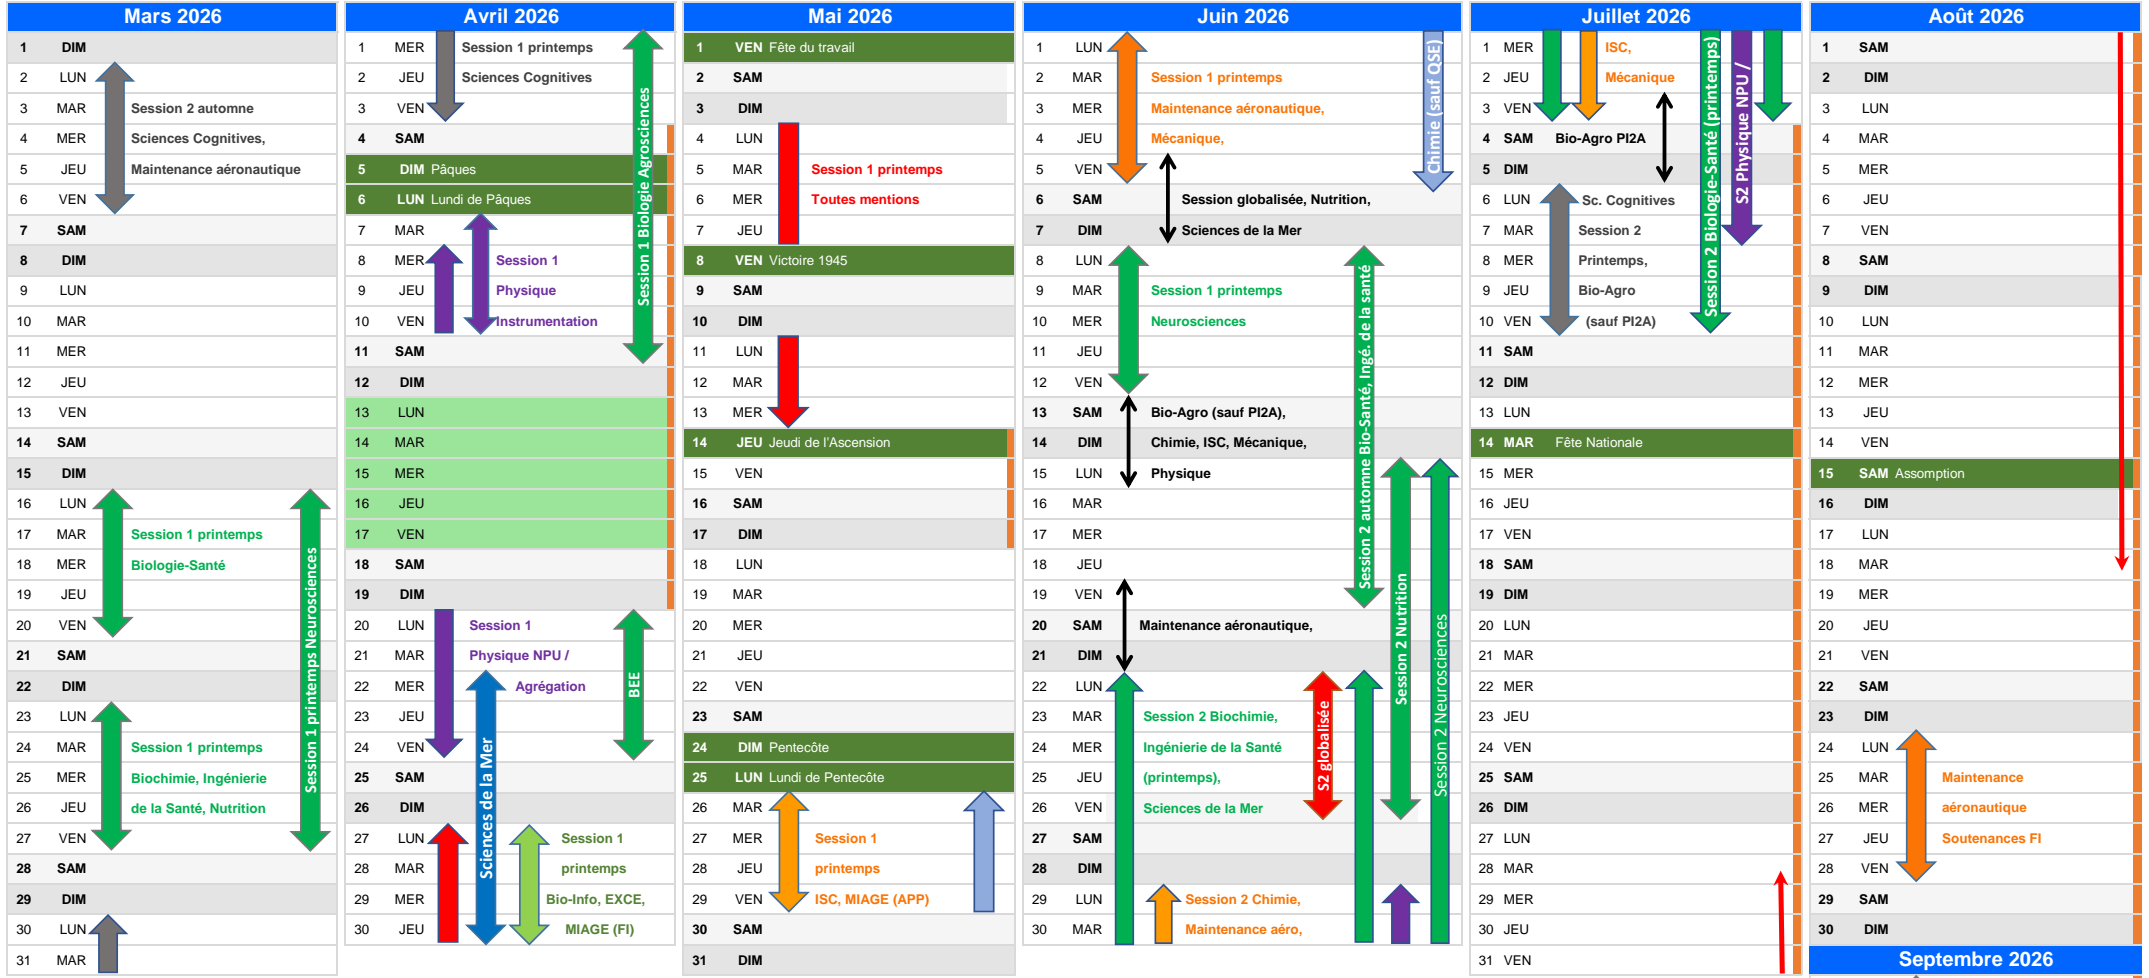 Mars 2026
1 DIM
2 LUN
3 MAR Session 2 automne
4 MER Sciences Cognitives,
5 JEU Maintenance aéronautique
6 VEN
7 SAM
8 DIM
9 LUN
10 MAR
11 MER
12 JEU
13 VEN
14 SAM
15 DIM
16 LUN
17 MAR Session 1 printemps
18 MER Biologie-Santé
19 JEU
20 VEN
21 SAM
22 DIM
23 LUN
24 MAR Session 1 printemps
25 MER Biochimie, Ingénierie
26 JEU de la Santé, Nutrition
27 VEN
28 SAM
29 DIM
30 LUN
31 MAR
Session 1 printemps Neurosciences
Avril 2026
1 MER Session 1 printemps
2 JEU Sciences Cognitives
3 VEN
4 SAM
5 DIM Pâques
6 LUN Lundi de Pâques
7 MAR
8 MER Session 1
9 JEU Physique
10 VEN Instrumentation
11 SAM
12 DIM
13 LUN
14 MAR
15 MER
16 JEU
17 VEN
18 SAM
19 DIM
20 LUN Session 1
21 MAR Physique NPU /
22 MER Agrégation
23 JEU
24 VEN
25 SAM
26 DIM
27 LUN Session 1
28 MAR printemps
29 MER Bio-Info, EXCE,
30 JEU MIAGE (FI)
Session 1 Biologie Agrosciences
BEE
Sciences de la Mer
Mai 2026
1 VEN Fête du travail
2 SAM
3 DIM
4 LUN
5 MAR Session 1 printemps
6 MER Toutes mentions
7 JEU
8 VEN Victoire 1945
9 SAM
10 DIM
11 LUN
12 MAR
13 MER
14 JEU Jeudi de l'Ascension
15 VEN
16 SAM
17 DIM
18 LUN
19 MAR
20 MER
21 JEU
22 VEN
23 SAM
24 DIM Pentecôte
25 LUN Lundi de Pentecôte
26 MAR
27 MER Session 1
28 JEU printemps
29 VEN ISC, MIAGE (APP)
30 SAM
31 DIM
Juin 2026
1 LUN
2 MAR Session 1 printemps
3 MER Maintenance aéronautique,
4 JEU Mécanique,
5 VEN
6 SAM Session globalisée, Nutrition,
7 DIM Sciences de la Mer
8 LUN
9 MAR Session 1 printemps
10 MER Neurosciences
11 JEU
12 VEN
13 SAM Bio-Agro (sauf PI2A),
14 DIM Chimie, ISC, Mécanique,
15 LUN Physique
16 MAR
17 MER
18 JEU
19 VEN
20 SAM Maintenance aéronautique,
21 DIM
22 LUN
23 MAR Session 2 Biochimie,
24 MER Ingénierie de la Santé
25 JEU (printemps),
26 VEN Sciences de la Mer
27 SAM
28 DIM
29 LUN Session 2 Chimie,
30 MAR Maintenance aéro,
Chimie (sauf QSE)
Session 2 automne Bio-Santé, Ingé. de la santé
S2 globalisée
Session 2 Nutrition
Session 2 Neurosciences
Juillet 2026
1 MER ISC,
2 JEU Mécanique
3 VEN
4 SAM Bio-Agro PI2A
5 DIM
6 LUN Sc. Cognitives
7 MAR Session 2
8 MER Printemps,
9 JEU Bio-Agro
10 VEN (sauf PI2A)
11 SAM
12 DIM
13 LUN
14 MAR Fête Nationale
15 MER
16 JEU
17 VEN
18 SAM
19 DIM
20 LUN
21 MAR
22 MER
23 JEU
24 VEN
25 SAM
26 DIM
27 LUN
28 MAR
29 MER
30 JEU
31 VEN
Session 2 Biologie-Santé (printemps)
S2 Physique NPU /
Août 2026
1 SAM
2 DIM
3 LUN
4 MAR
5 MER
6 JEU
7 VEN
8 SAM
9 DIM
10 LUN
11 MAR
12 MER
13 JEU
14 VEN
15 SAM Assomption
16 DIM
17 LUN
18 MAR
19 MER
20 JEU
21 VEN
22 SAM
23 DIM
24 LUN
25 MAR Maintenance
26 MER aéronautique
27 JEU Soutenances FI
28 VEN
29 SAM
30 DIM
Septembre 2026